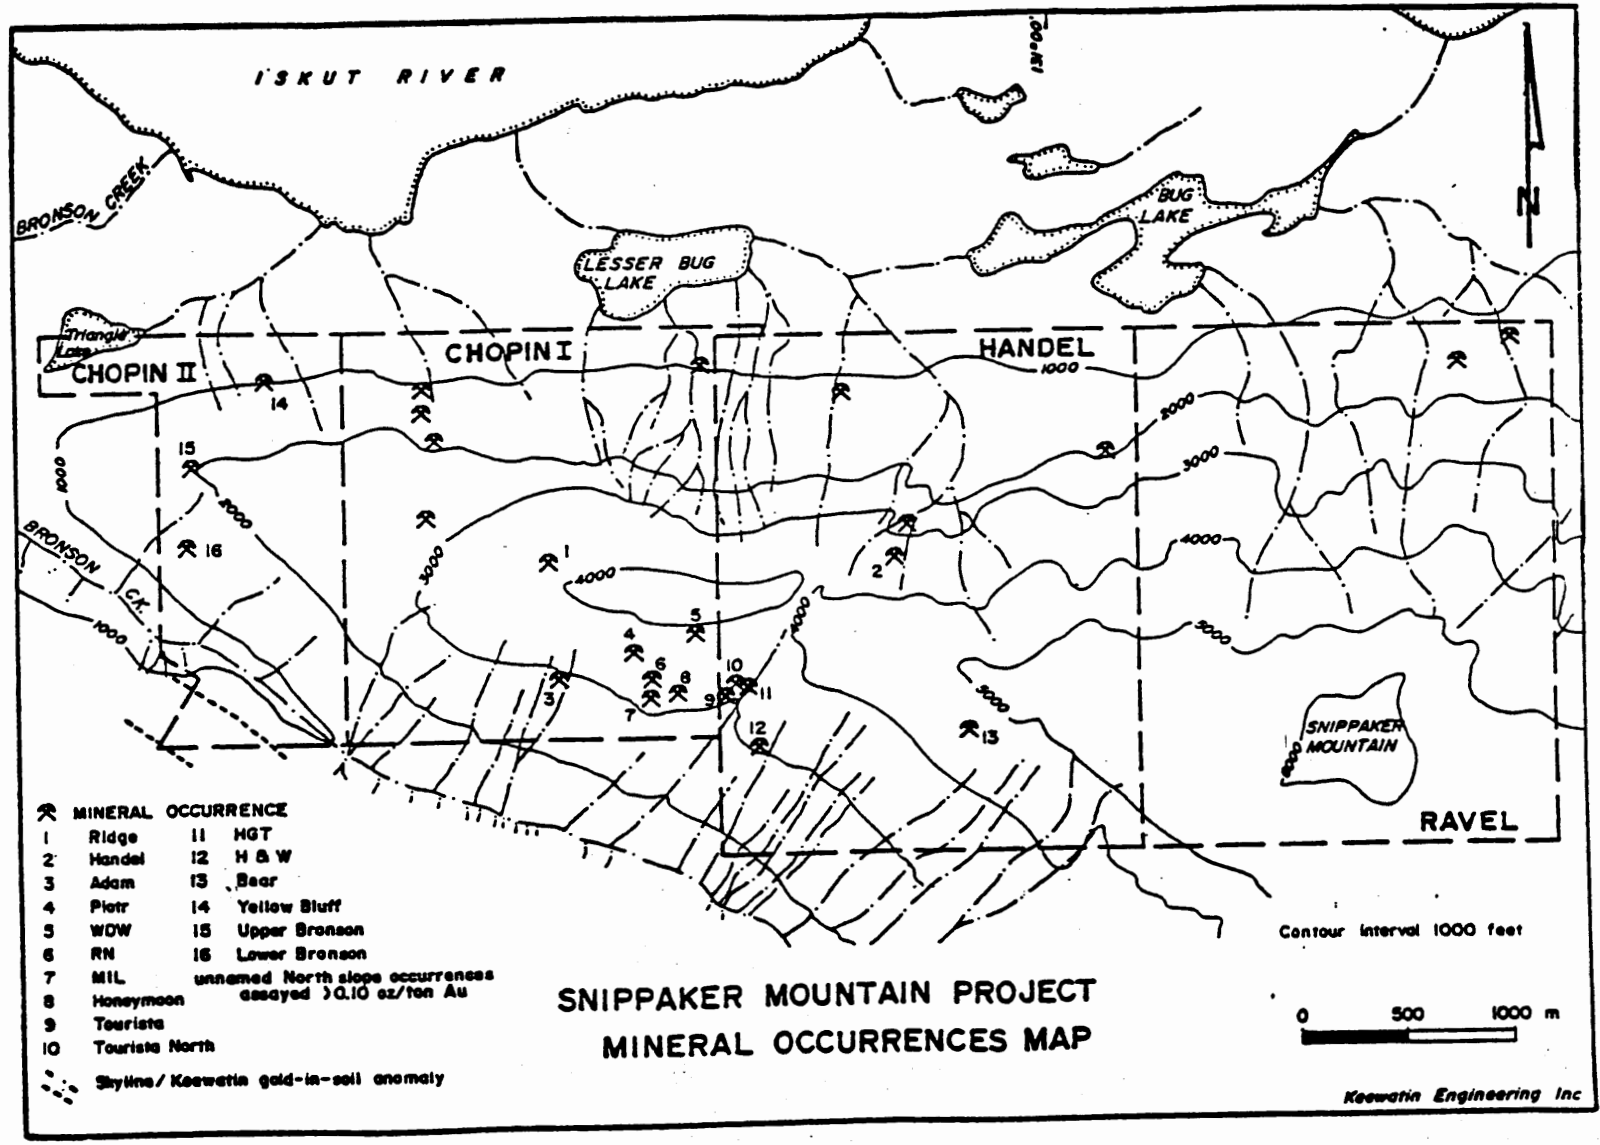 ISKUT RIVER
131°00'
BRONSON CREEK
BUG LAKE
N
LESSER BUG LAKE
Triangle Lake
CHOPIN II
CHOPIN I
HANDEL
1000
14
2000
15
3000
1000
2000
BRONSON CK.
16
3000
1
4000
2
4000
1000
5
4
4000
5000
6
8
10
3
7
9
11
5000
12
13
SNIPPAKER MOUNTAIN
6000
RAVEL
MINERAL OCCURRENCE
1 Ridge 11 HGT
2 Handel 12 H & W
3 Adam 13 Bear
4 Piotr 14 Yellow Bluff
5 WDW 15 Upper Bronson
6 RN 16 Lower Bronson
7 MIL unnamed North slope occurrences
assayed >0.10 oz/ton Au
8 Honeymoon
9 Tourista
10 Tourista North
Skyline/Keewatin gold-in-soil anomaly
SNIPPAKER MOUNTAIN PROJECT
MINERAL OCCURRENCES MAP
Contour interval 1000 feet
0 500 1000 m
Keewatin Engineering Inc